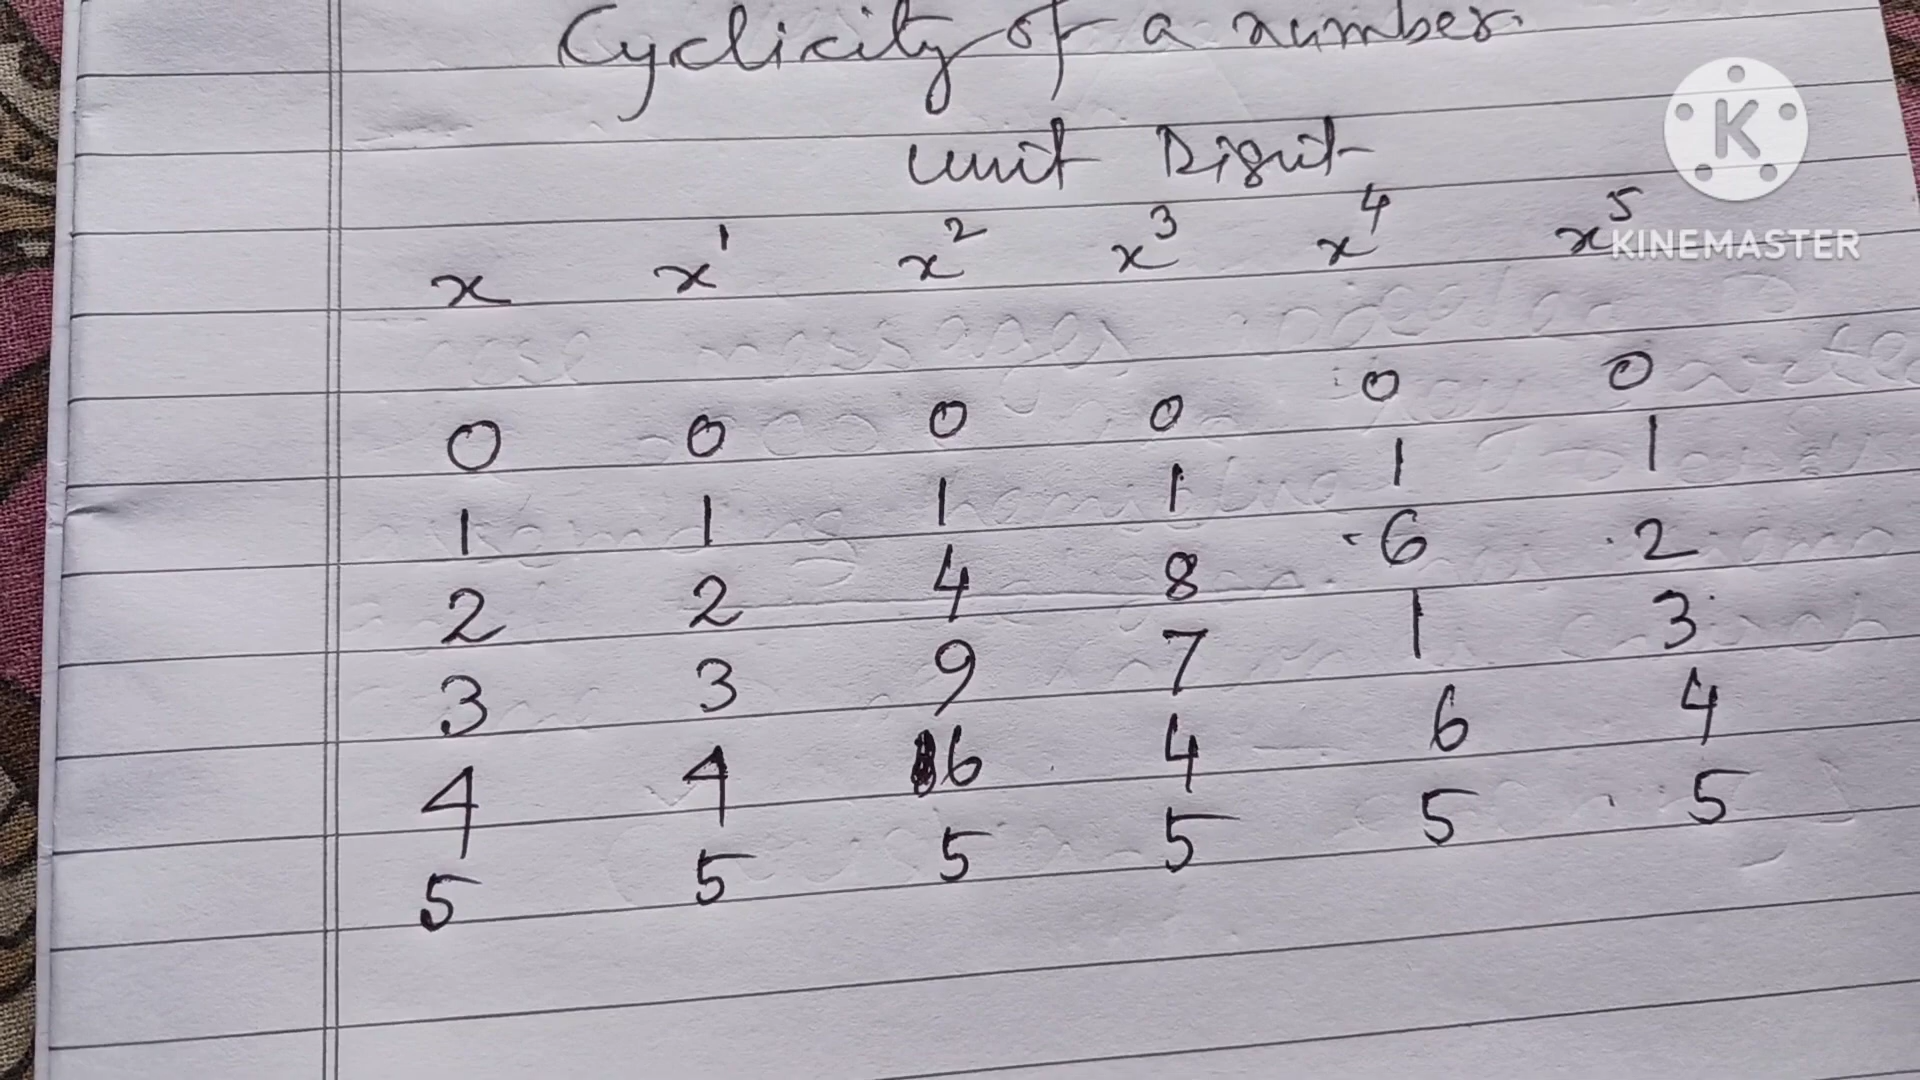 Cyclicity of a number.
Unit Digit
x x¹ x² x³ x⁴ x⁵
0 0 0 0 0 0
1 1 1 1 1 1
2 2 4 8 6 2
3 3 9 7 1 3
4 4 6 4 6 4
5 5 5 5 5 5
K
KINEMASTER